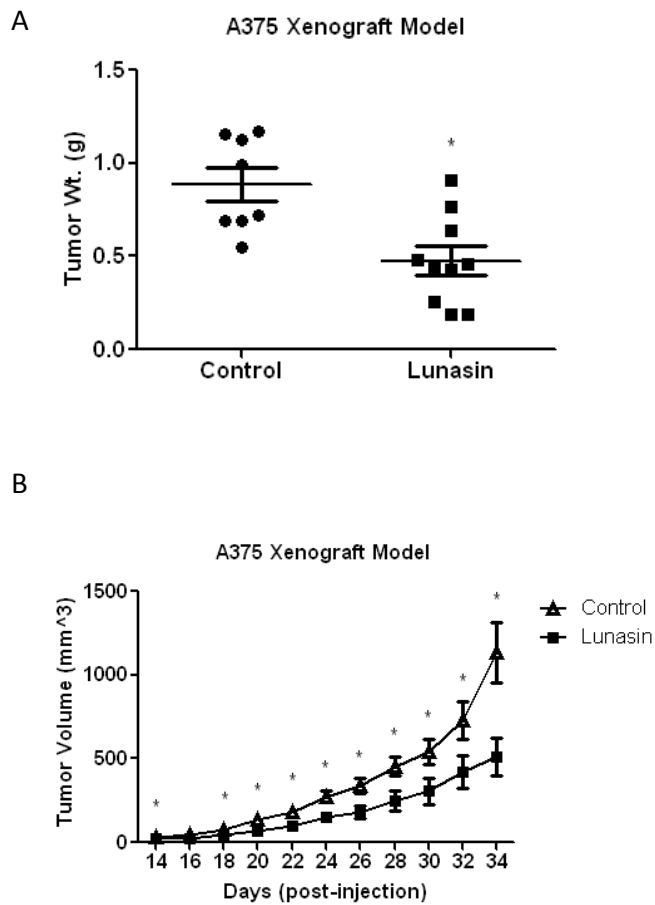 A
A375 Xenograft Model
Tumor Wt. (g)
1.5
1.0
0.5
0.0
*
Control Lunasin
B
A375 Xenograft Model
Tumor Volume (mm^3)
1500
1000
500
0
* * * * * * * * * *
14 16 18 20 22 24 26 28 30 32 34
Days (post-injection)
Control
Lunasin